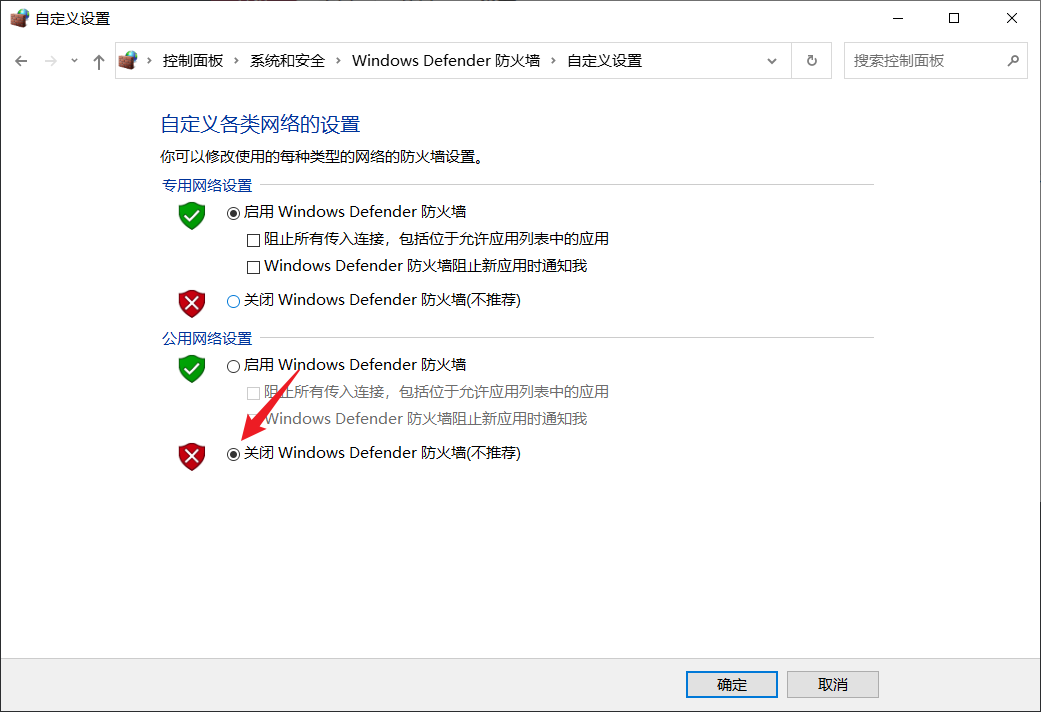 自定义设置
控制面板 › 系统和安全 › Windows Defender 防火墙 › 自定义设置
搜索控制面板
自定义各类网络的设置
你可以修改使用的每种类型的网络的防火墙设置。
专用网络设置
启用 Windows Defender 防火墙
阻止所有传入连接，包括位于允许应用列表中的应用
Windows Defender 防火墙阻止新应用时通知我
关闭 Windows Defender 防火墙(不推荐)
公用网络设置
启用 Windows Defender 防火墙
阻止所有传入连接，包括位于允许应用列表中的应用
Windows Defender 防火墙阻止新应用时通知我
关闭 Windows Defender 防火墙(不推荐)
确定
取消